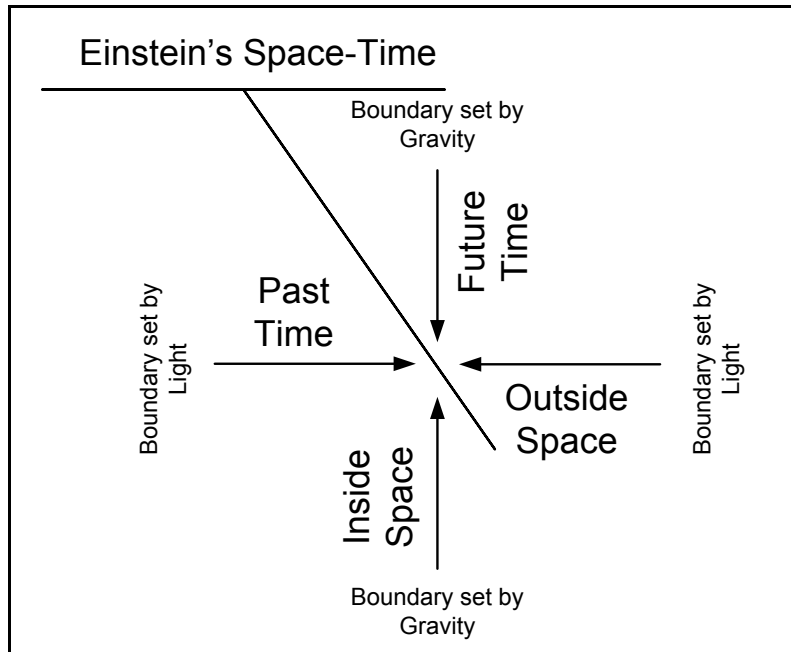 Einstein's Space-Time
Boundary set by
Gravity
Future
Time
Past
Time
Boundary set by
Light
Boundary set by
Light
Outside
Space
Inside
Space
Boundary set by
Gravity